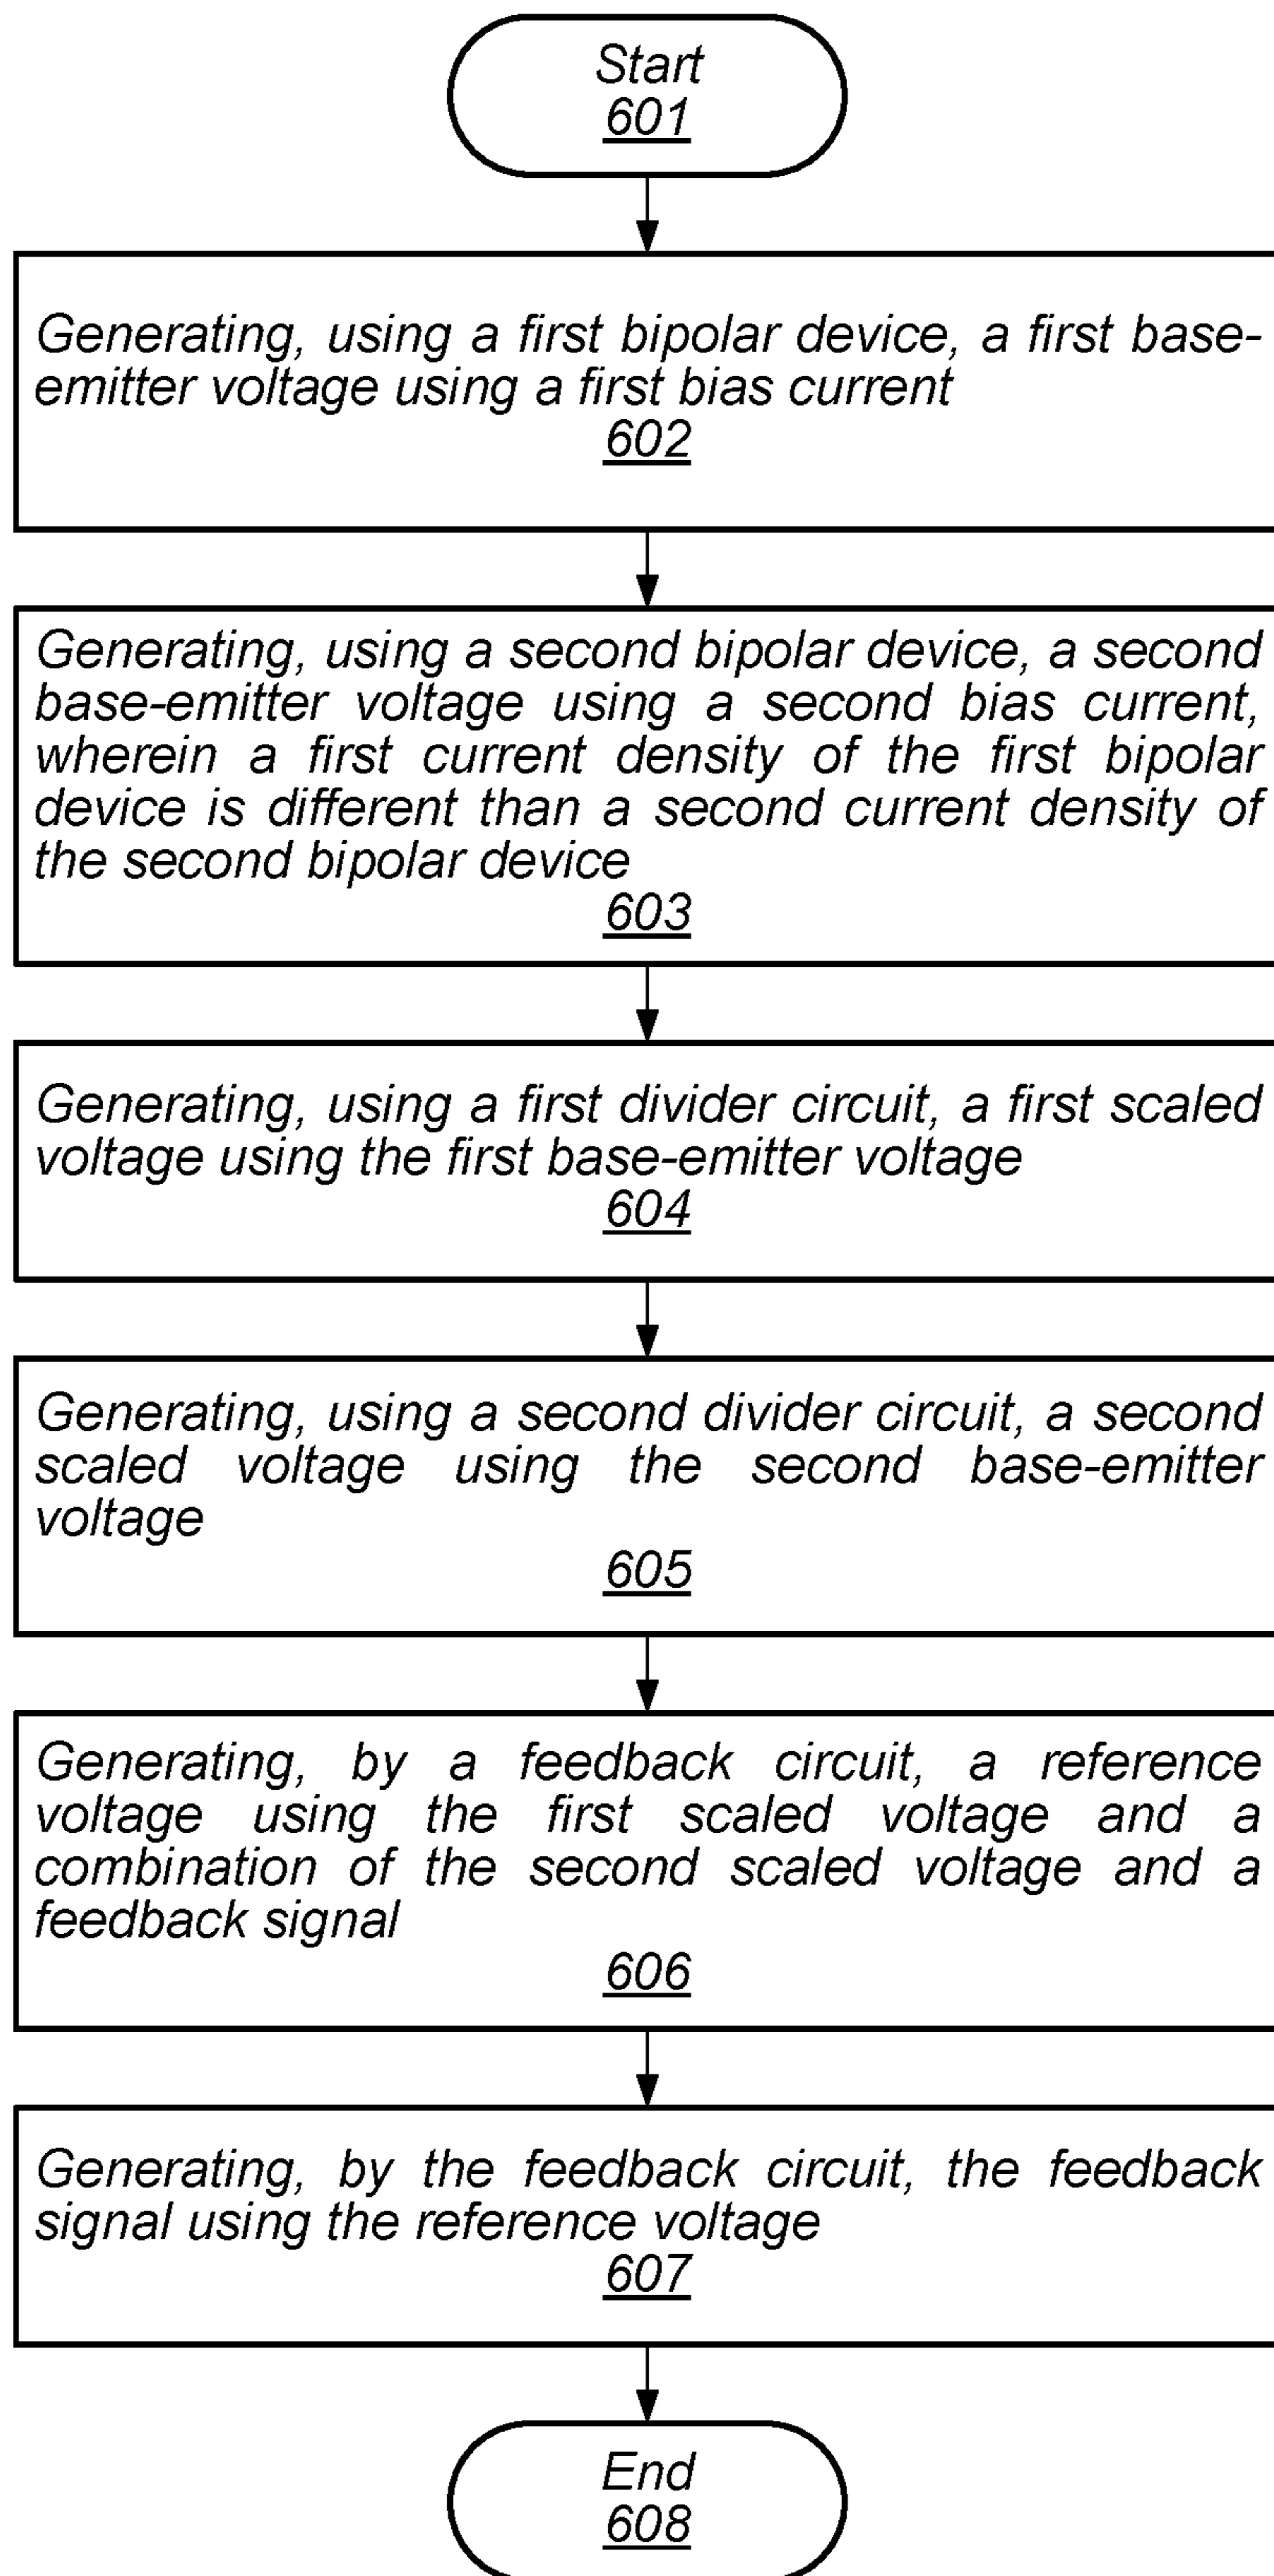 Start
601
Generating, using a first bipolar device, a first base-
emitter voltage using a first bias current
602
Generating, using a second bipolar device, a second
base-emitter voltage using a second bias current,
wherein a first current density of the first bipolar
device is different than a second current density of
the second bipolar device
603
Generating, using a first divider circuit, a first scaled
voltage using the first base-emitter voltage
604
Generating, using a second divider circuit, a second
scaled voltage using the second base-emitter
voltage
605
Generating, by a feedback circuit, a reference
voltage using the first scaled voltage and a
combination of the second scaled voltage and a
feedback signal
606
Generating, by the feedback circuit, the feedback
signal using the reference voltage
607
End
608